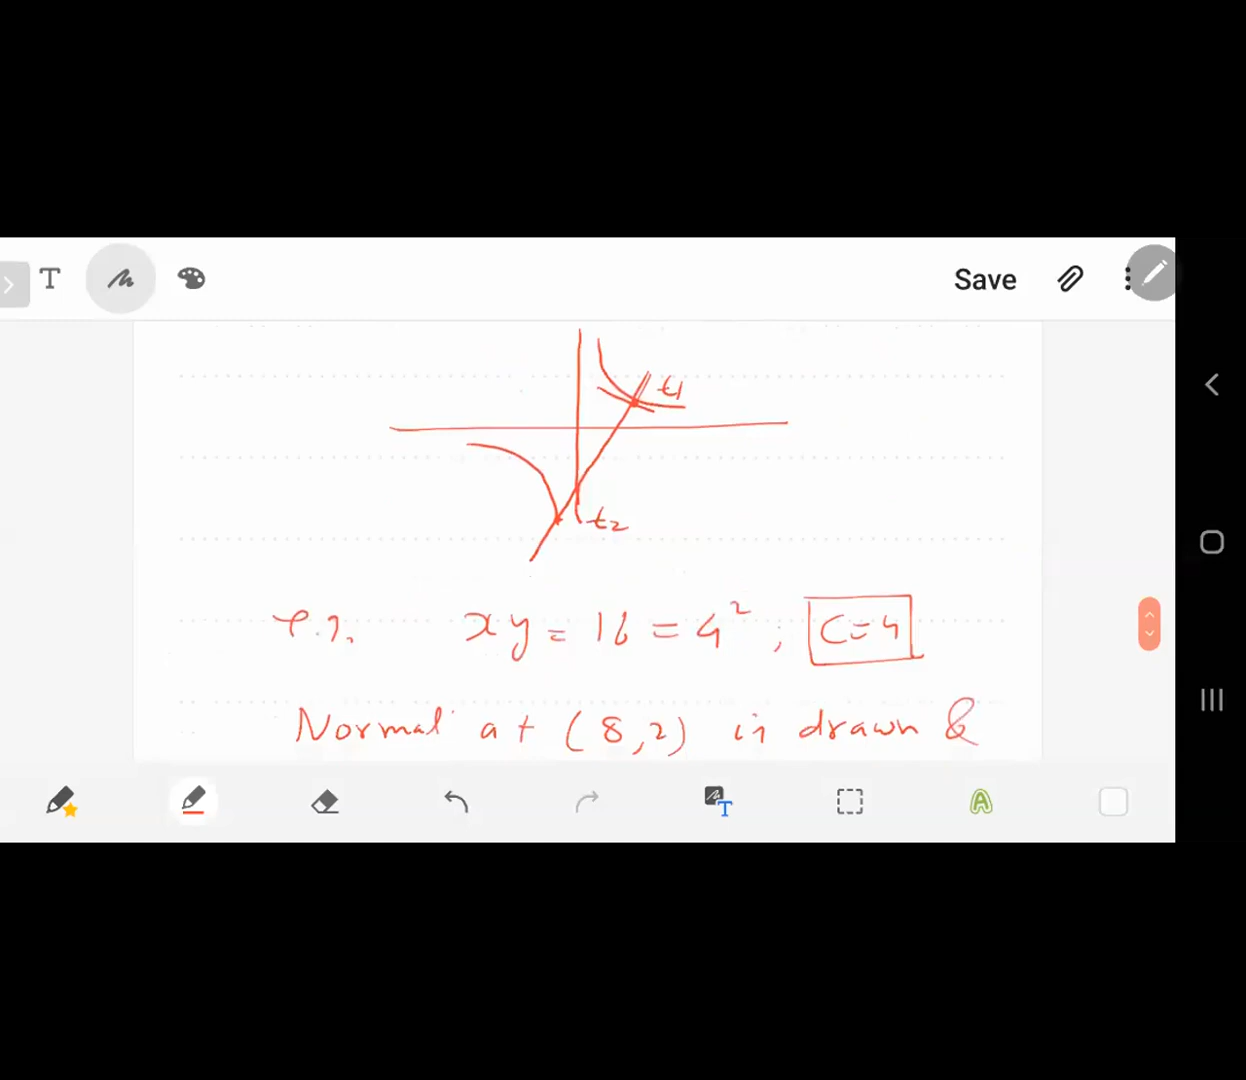 T
Save
t1
t2
e.g. xy = 16 = 4² ; C=4
Normal at (8,2) is drawn &
T
A